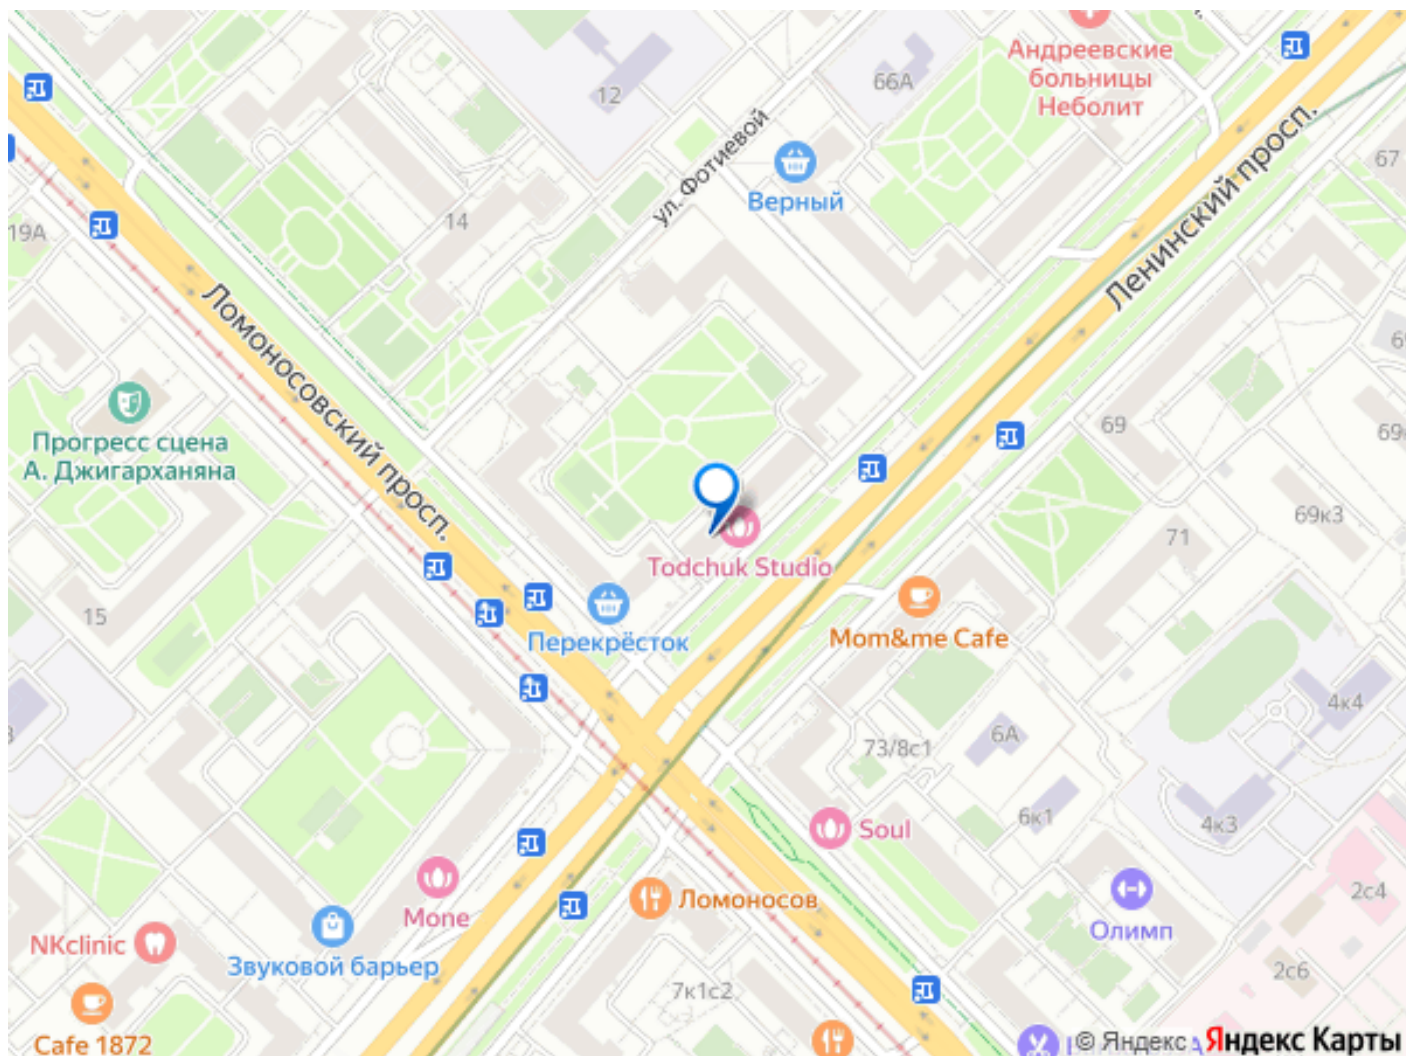 Андреевские
больницы
Неболит
66А
12
67
ул. Фотиевой
Верный
Ленинский просп.
14
19А
Ломоносовский просп.
Прогресс сцена
А. Джигарханяна
69
69к3
71
Todchuk Studio
Mom&me Cafe
15
Перекрёсток
4к4
6А
73/8с1
6к1
4к3
Soul
2с4
Ломоносов
Mone
Олимп
NKclinic
Звуковой барьер
2с6
7к1с2
Cafe 1872
© Яндекс Яндекс Карты